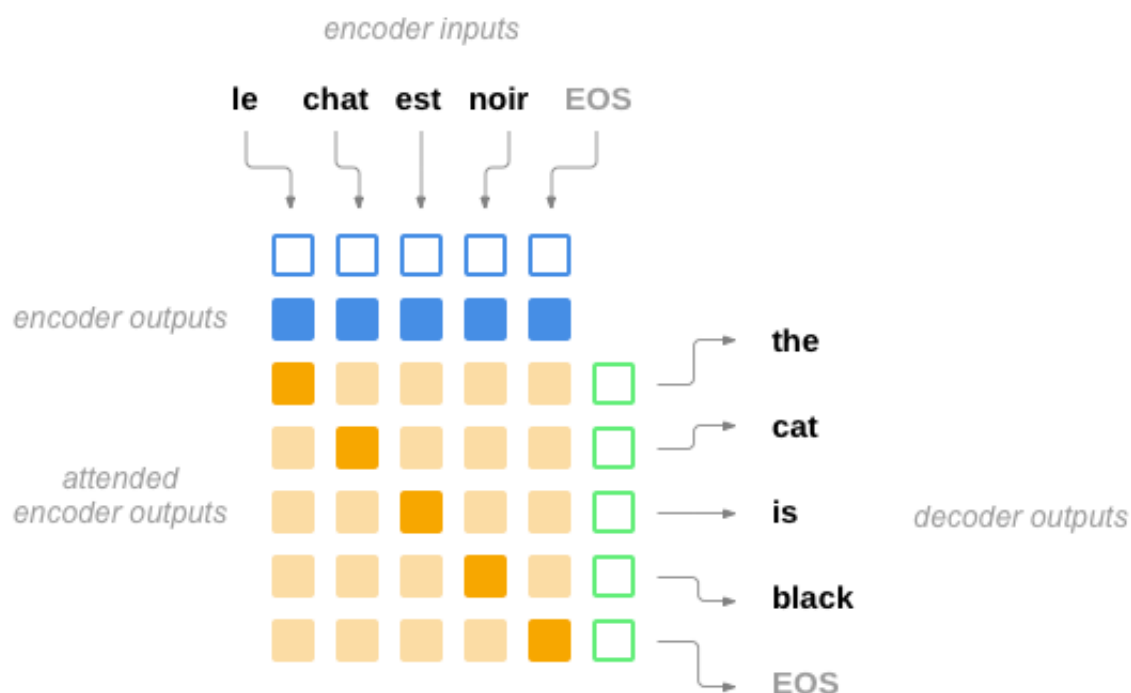 encoder inputs
le chat est noir EOS
encoder outputs
the
cat
attended
encoder outputs
is
decoder outputs
black
EOS